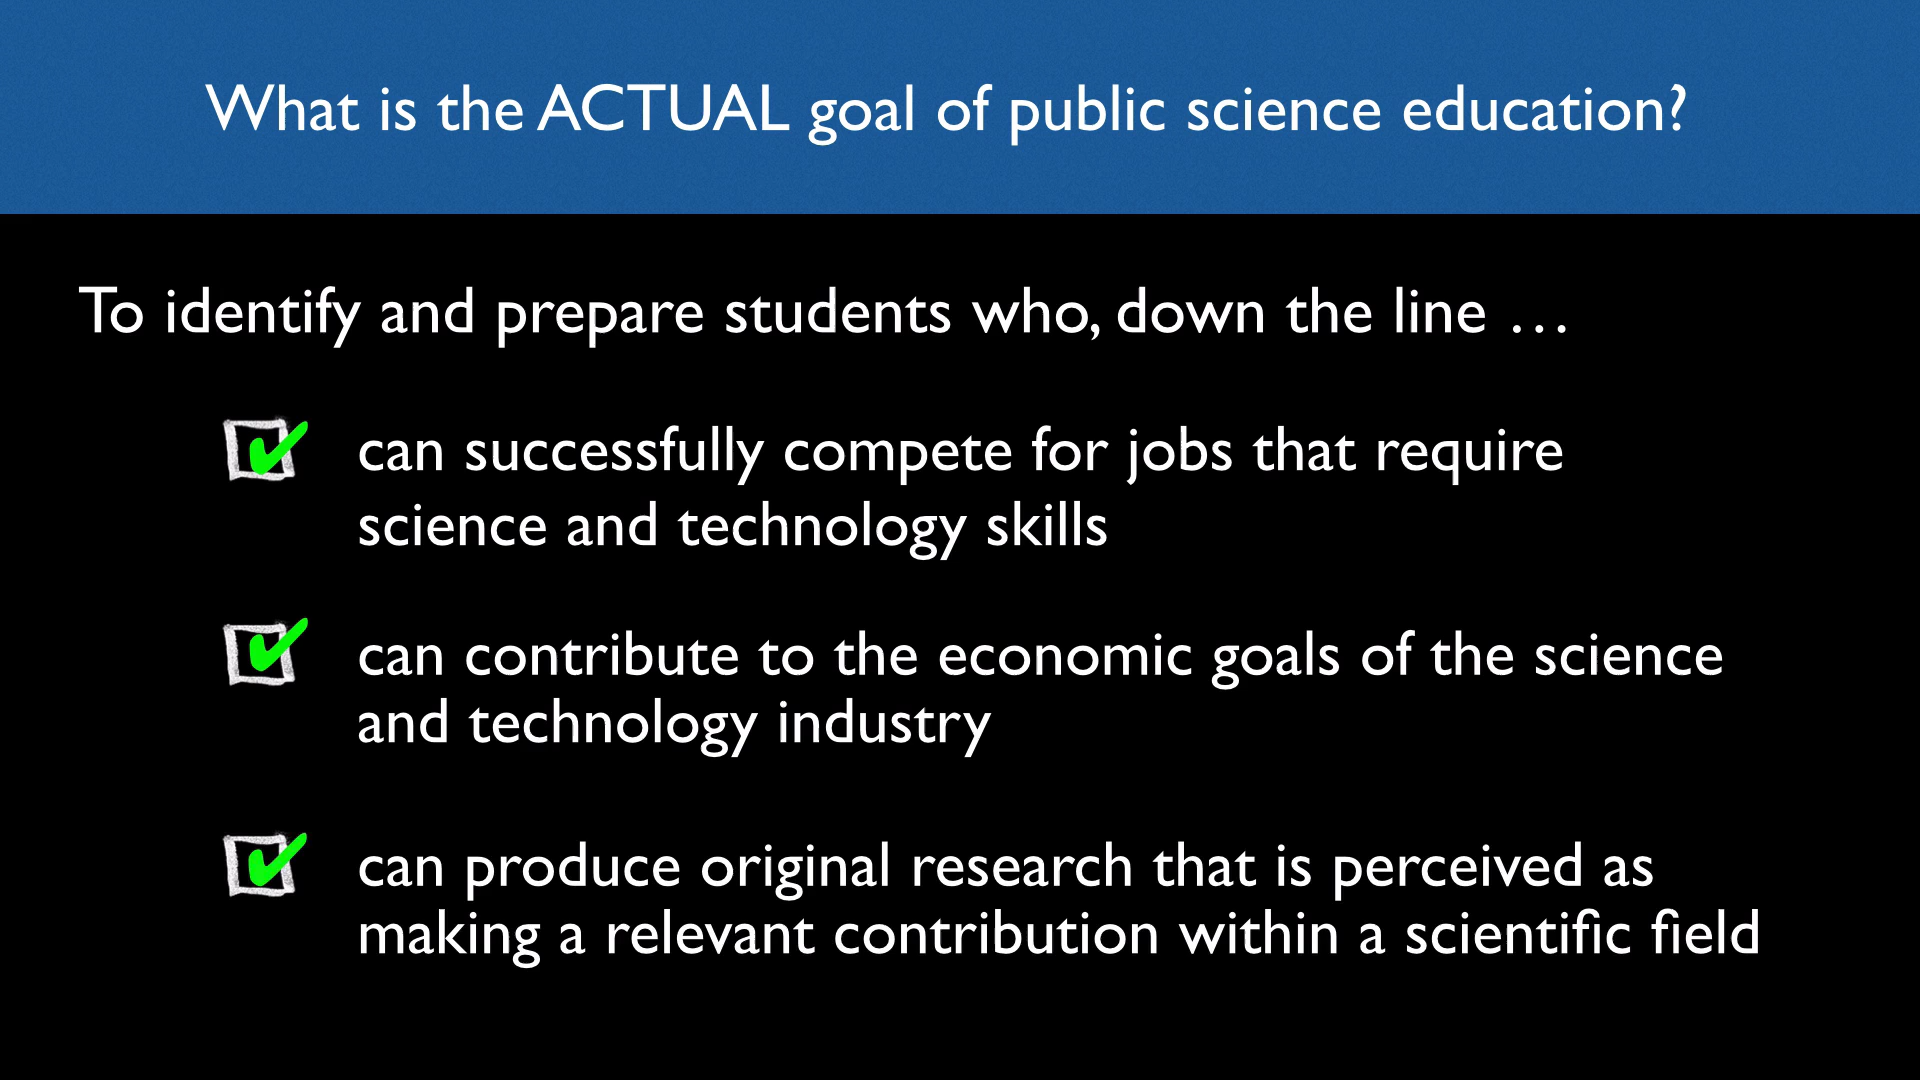 What is the ACTUAL goal of public science education?
To identify and prepare students who, down the line …
can successfully compete for jobs that require
science and technology skills
can contribute to the economic goals of the science
and technology industry
can produce original research that is perceived as
making a relevant contribution within a scientific field